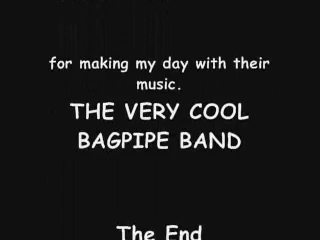 for making my day with their
music.
THE VERY COOL
BAGPIPE BAND
The End